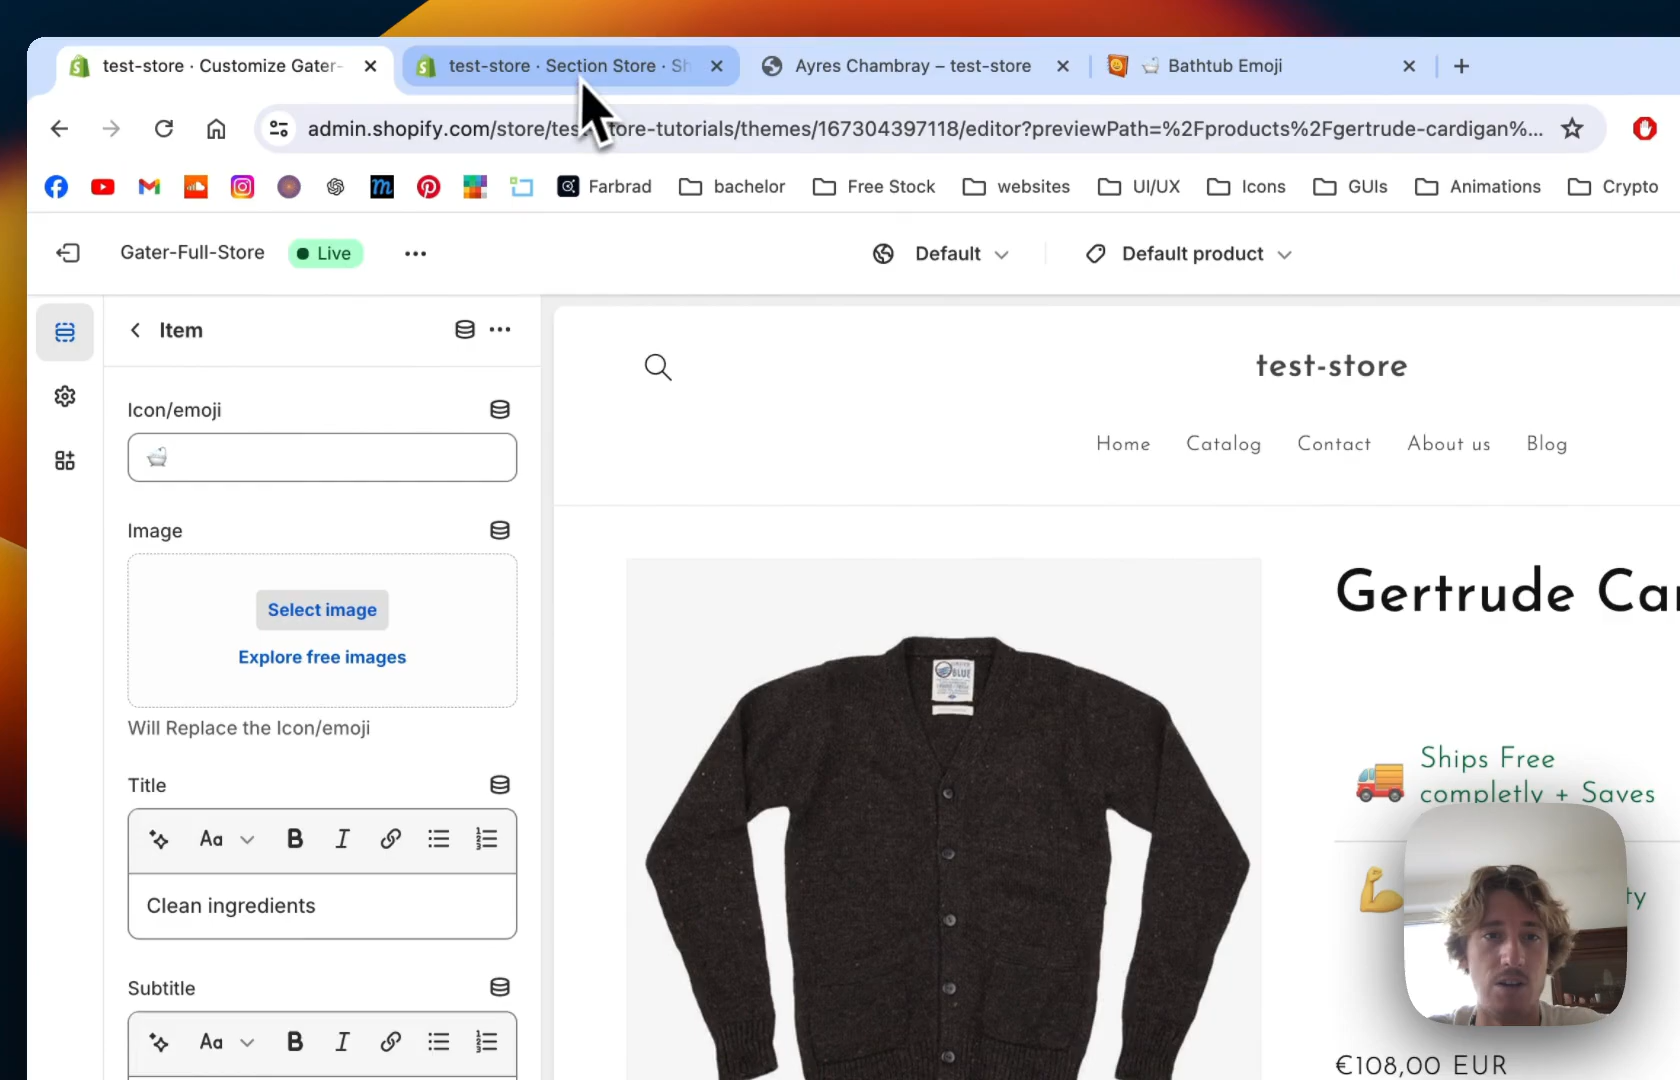 test-store · Customize Gater-
test-store · Section Store · Sh
Ayres Chambray – test-store
Bathtub Emoji
admin.shopify.com/store/tes
ore-tutorials/themes/167304397118/editor?previewPath=%2Fproducts%2Fgertrude-cardigan%...
Farbrad
bachelor
Free Stock
websites
UI/UX
Icons
GUIs
Animations
Crypto
Gater-Full-Store
Live
Default
Default product
Item
test-store
Icon/emoji
Home
Catalog
Contact
About us
Blog
Image
Select image
Explore free images
Will Replace the Icon/emoji
Gertrude Car
Title
Aa
Clean ingredients
Ships Free
completly + Saves
ty
Subtitle
Aa
€108,00 EUR